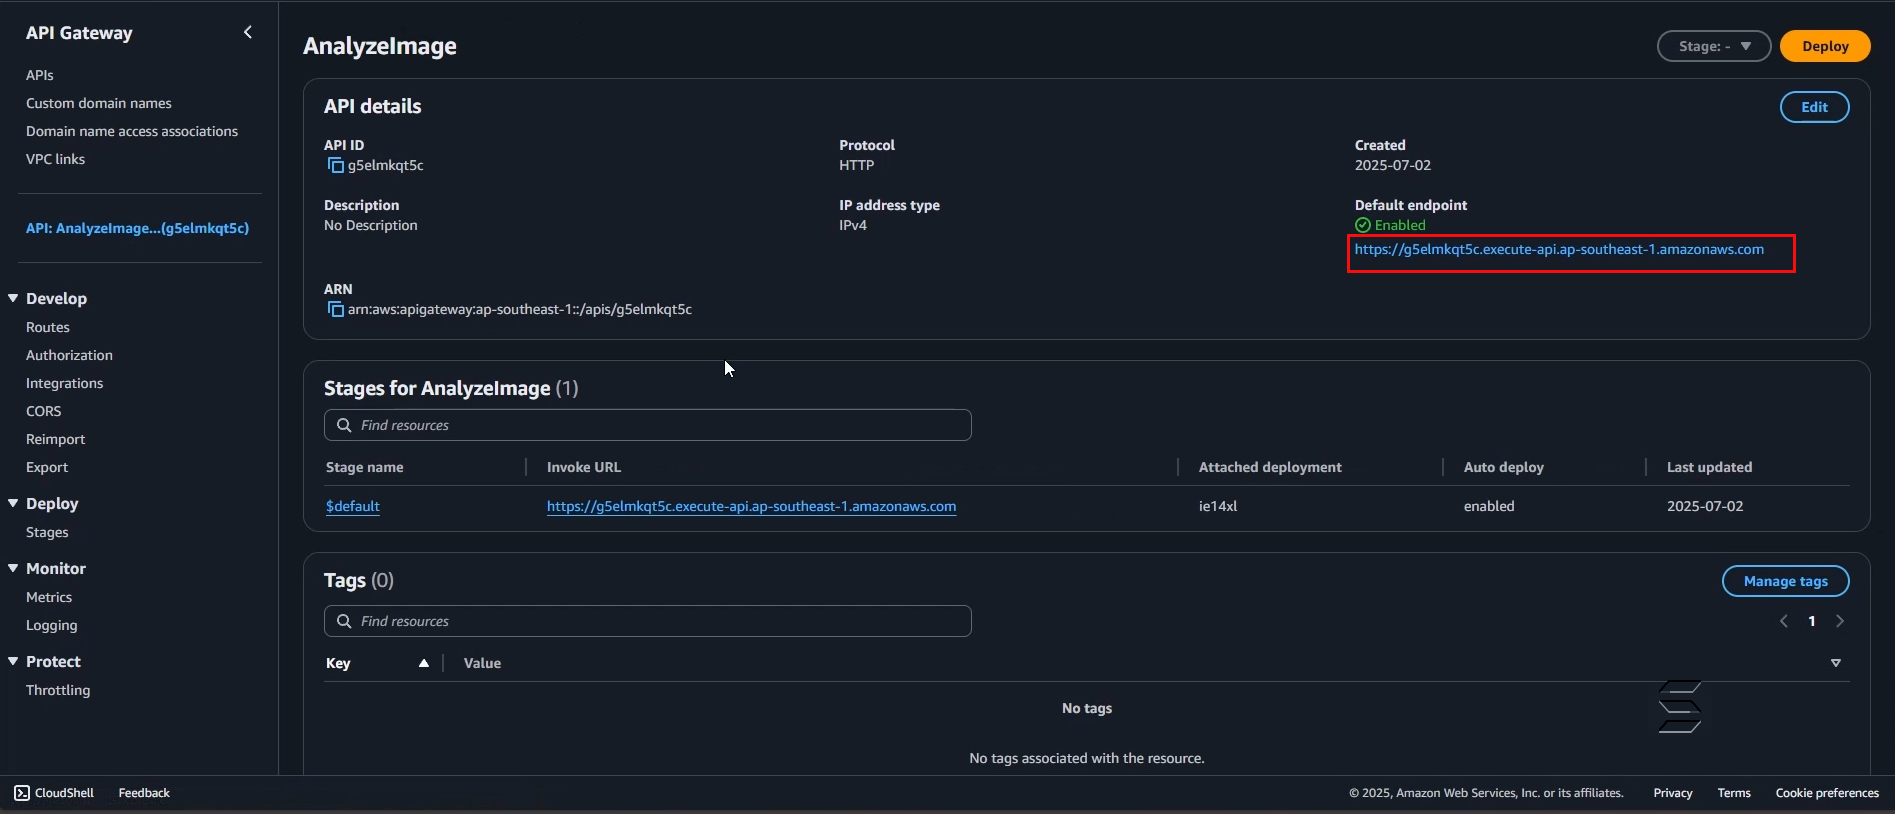 API Gateway
APIs
Custom domain names
Domain name access associations
VPC links
API: AnalyzeImage...(g5elmkqt5c)
Develop
Routes
Authorization
Integrations
CORS
Reimport
Export
Deploy
Stages
Monitor
Metrics
Logging
Protect
Throttling
AnalyzeImage
Stage: -
Deploy
API details
Edit
API ID
g5elmkqt5c
Protocol
HTTP
Created
2025-07-02
Description
No Description
IP address type
IPv4
Default endpoint
Enabled
https://g5elmkqt5c.execute-api.ap-southeast-1.amazonaws.com
ARN
arn:aws:apigateway:ap-southeast-1::/apis/g5elmkqt5c
Stages for AnalyzeImage (1)
Find resources
Stage name Invoke URL Attached deployment Auto deploy Last updated
$default https://g5elmkqt5c.execute-api.ap-southeast-1.amazonaws.com ie14xl enabled 2025-07-02
Tags (0)
Manage tags
Find resources
1
Key Value
No tags
No tags associated with the resource.
CloudShell Feedback © 2025, Amazon Web Services, Inc. or its affiliates. Privacy Terms Cookie preferences